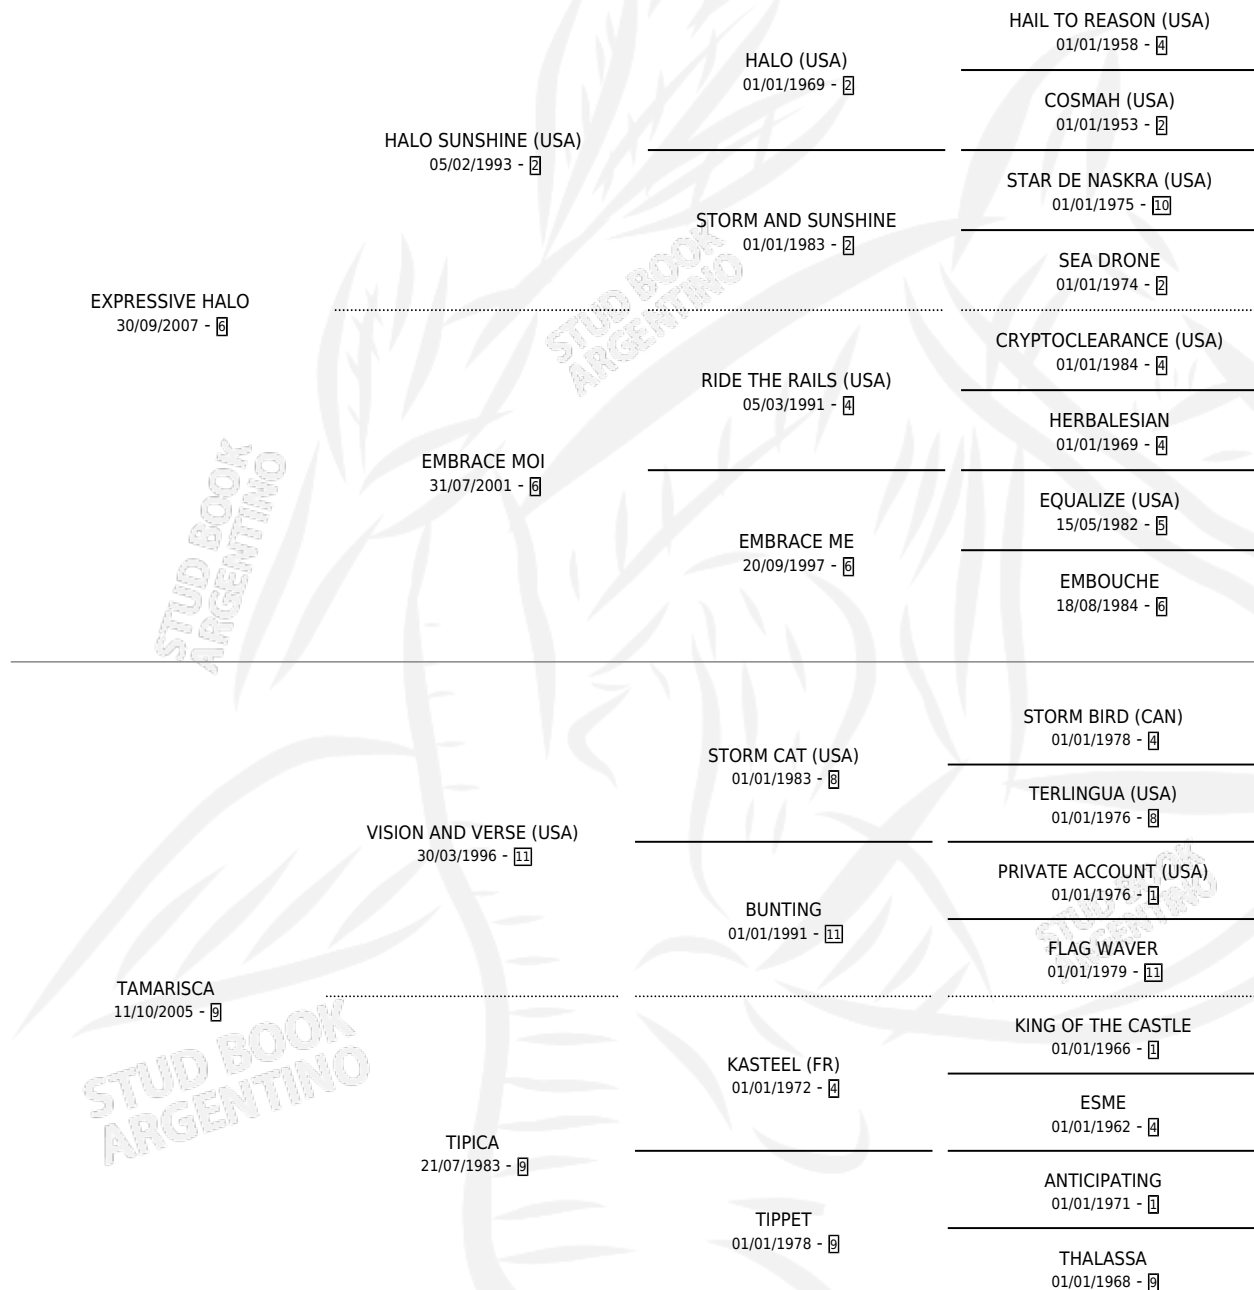 HAIL TO REASON (USA)
01/01/1958 - 4
HALO (USA)
01/01/1969 - 2
COSMAH (USA)
01/01/1953 - 2
HALO SUNSHINE (USA)
05/02/1993 - 2
STAR DE NASKRA (USA)
01/01/1975 - 10
STORM AND SUNSHINE
01/01/1983 - 2
SEA DRONE
01/01/1974 - 2
EXPRESSIVE HALO
30/09/2007 - 6
STUD BOOK
ARGENTINO
CRYPTOCLEARANCE (USA)
01/01/1984 - 4
RIDE THE RAILS (USA)
05/03/1991 - 4
HERBALESIAN
01/01/1969 - 4
EMBRACE MOI
31/07/2001 - 6
EQUALIZE (USA)
15/05/1982 - 5
EMBRACE ME
20/09/1997 - 6
EMBOUCHE
18/08/1984 - 6
STUD BOOK
ARGENTINO
STORM BIRD (CAN)
01/01/1978 - 4
STORM CAT (USA)
01/01/1983 - 8
TERLINGUA (USA)
01/01/1976 - 8
VISION AND VERSE (USA)
30/03/1996 - 11
PRIVATE ACCOUNT (USA)
01/01/1976 - 1
BUNTING
01/01/1991 - 11
STUD BOOK
ARGENTINO
FLAG WAVER
01/01/1979 - 11
TAMARISCA
11/10/2005 - 9
STUD BOOK
ARGENTINO
KING OF THE CASTLE
01/01/1966 - 1
KASTEEL (FR)
01/01/1972 - 4
ESME
01/01/1962 - 4
TIPICA
21/07/1983 - 9
ANTICIPATING
01/01/1971 - 1
TIPPET
01/01/1978 - 9
THALASSA
01/01/1968 - 9